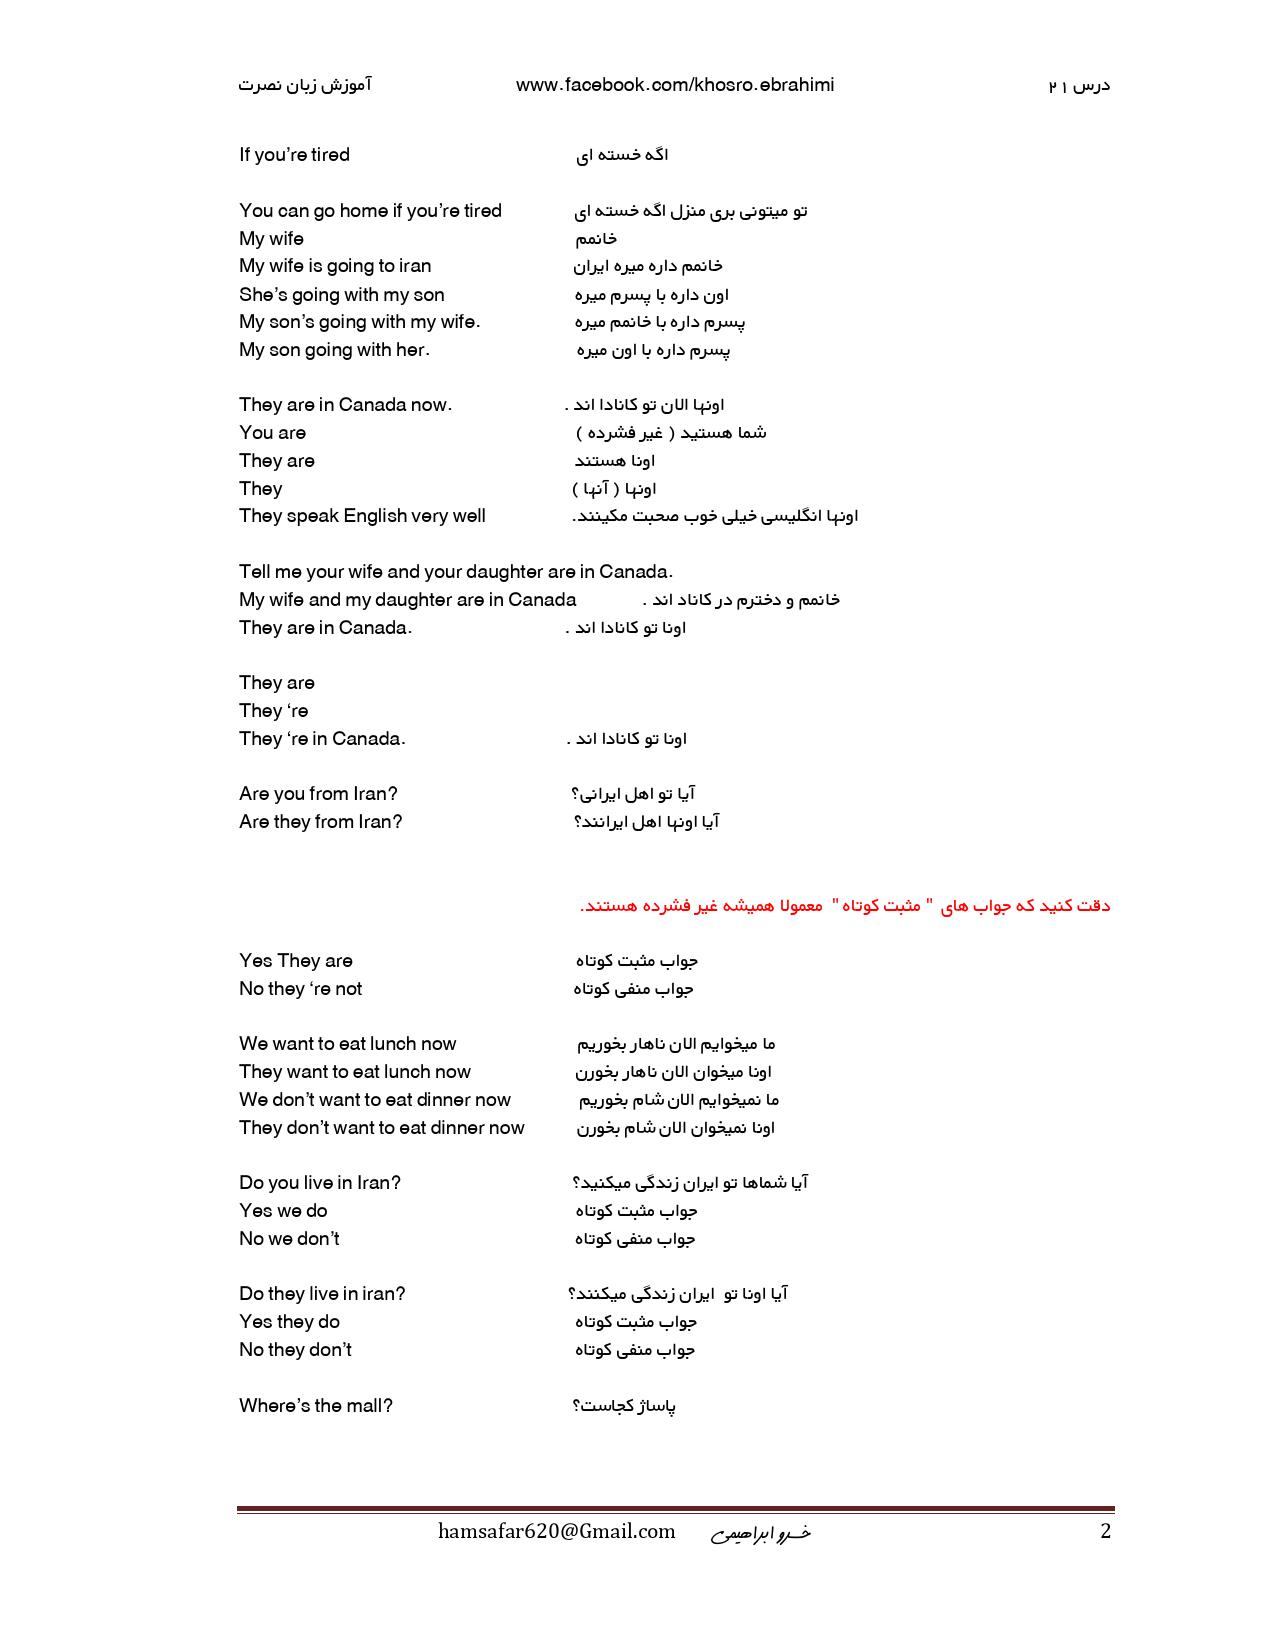 آموزش زبان نصرت www.facebook.com/khosro.ebrahimi درس ۲۱
If you’re tired اگه خسته ای
You can go home if you’re tired تو میتونی بری منزل اگه خسته ای
My wife خانمم
My wife is going to iran خانمم داره میره ایران
She’s going with my son اون داره با پسرم میره
My son’s going with my wife. پسرم داره با خانمم میره
My son going with her. پسرم داره با اون میره
They are in Canada now. اونها الان تو کانادا اند .
You are شما هستید ( غیر فشرده )
They are اونا هستند
They اونها ( آنها )
They speak English very well اونها انگلیسی خیلی خوب صحبت مکینند.
Tell me your wife and your daughter are in Canada.
My wife and my daughter are in Canada خانمم و دخترم در کاناد اند .
They are in Canada. اونا تو کانادا اند .
They are
They ‘re
They ‘re in Canada. اونا تو کانادا اند .
Are you from Iran? آیا تو اهل ایرانی؟
Are they from Iran? آیا اونها اهل ایرانند؟
دقت کنید که جواب های " مثبت کوتاه " معمولا همیشه غیر فشرده هستند.
Yes They are جواب مثبت کوتاه
No they ‘re not جواب منفی کوتاه
We want to eat lunch now ما میخوایم الان ناهار بخوریم
They want to eat lunch now اونا میخوان الان ناهار بخورن
We don’t want to eat dinner now ما نمیخوایم الان شام بخوریم
They don’t want to eat dinner now اونا نمیخوان الان شام بخورن
Do you live in Iran? آیا شماها تو ایران زندگی میکنید؟
Yes we do جواب مثبت کوتاه
No we don’t جواب منفی کوتاه
Do they live in iran? آیا اونا تو ایران زندگی میکنند؟
Yes they do جواب مثبت کوتاه
No they don’t جواب منفی کوتاه
Where’s the mall? پاساژ کجاست؟
hamsafar620@Gmail.com خسرو ابراهیمی 2